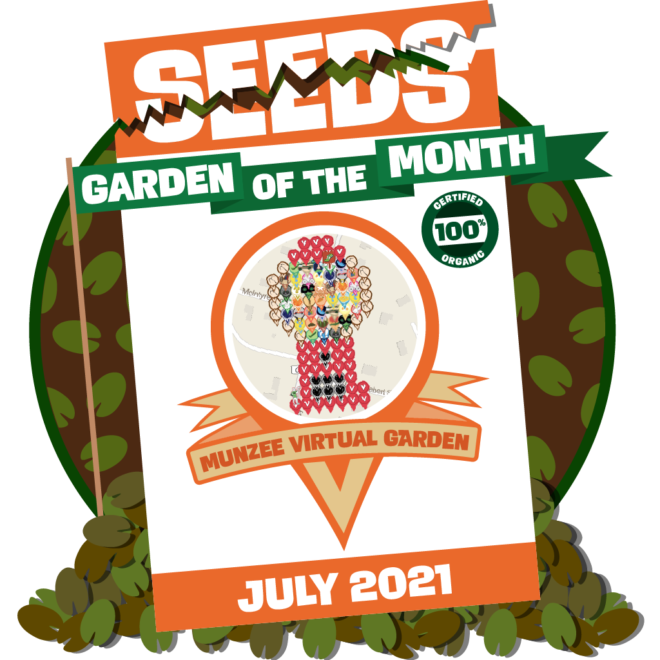 SEEDS
GARDEN OF THE MONTH
CERTIFIED
100%
ORGANIC
MUNZEE VIRTUAL GARDEN
JULY 2021